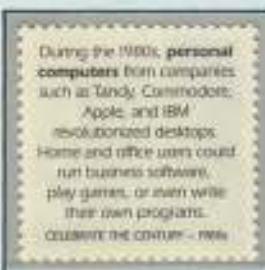 During the 1980s, personal
computers from companies
such as Tandy, Commodore,
Apple, and IBM
revolutionized desktops.
Home and office users could
run business software,
play games, or even write
their own programs.
CELEBRATE THE CENTURY – 1980s